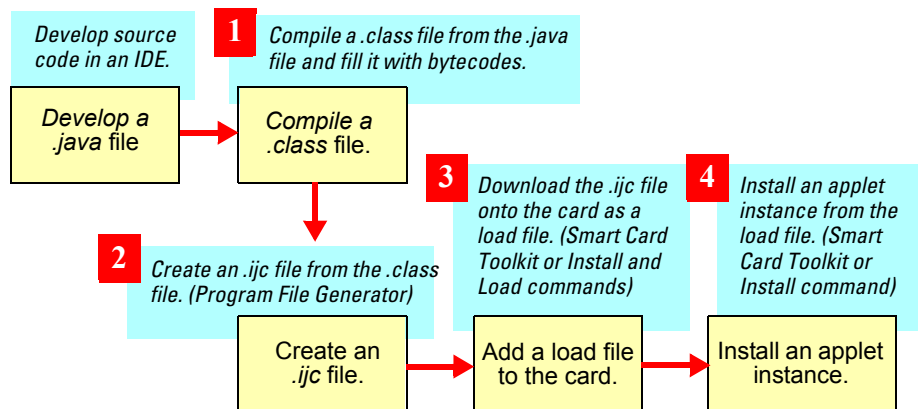 Develop source
code in an IDE.
Develop a
.java file
1
Compile a .class file from the .java
file and fill it with bytecodes.
Compile a
.class file.
2
Create an .ijc file from the .class
file. (Program File Generator)
Create an
.ijc file.
3
Download the .ijc file
onto the card as a
load file. (Smart Card
Toolkit or Install and
Load commands)
Add a load file
to the card.
4
Install an applet
instance from the
load file. (Smart
Card Toolkit or
Install command)
Install an applet
instance.